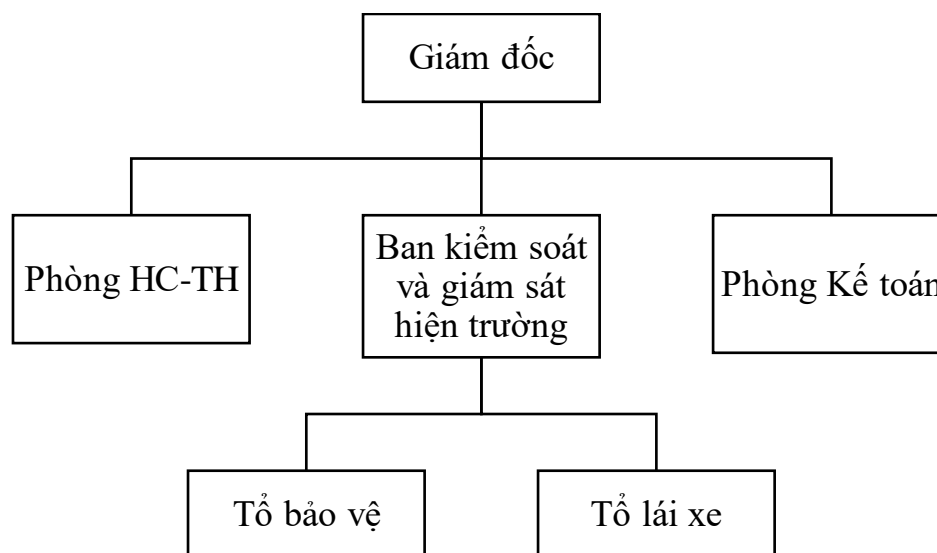 Giám đốc
Phòng HC-TH
Ban kiểm soát
và giám sát
hiện trường
Phòng Kế toán
Tổ bảo vệ
Tổ lái xe